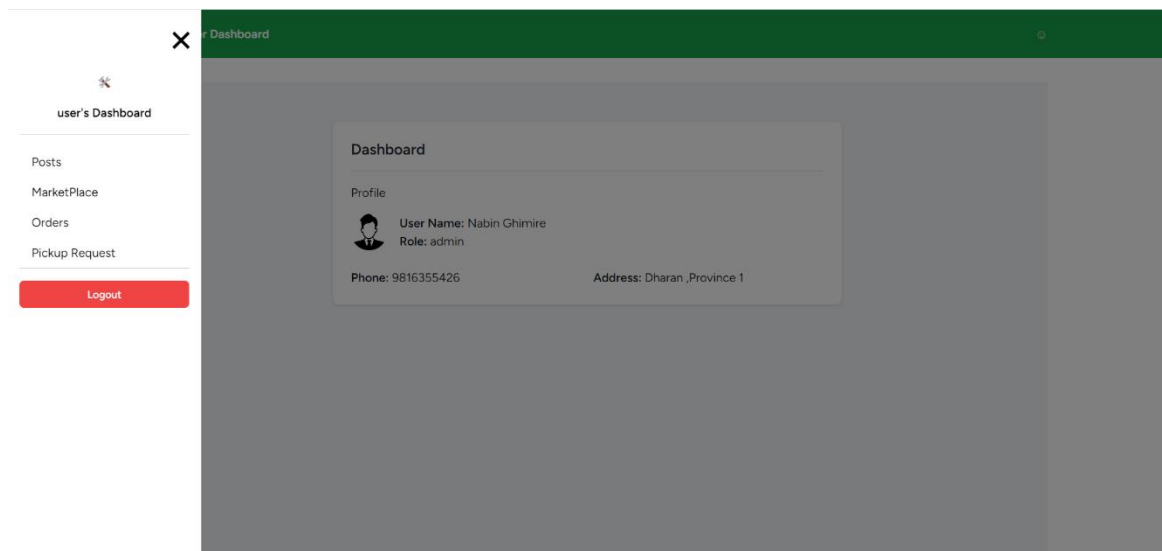 r Dashboard
user's Dashboard
Posts
MarketPlace
Orders
Pickup Request
Logout
Dashboard
Profile
User Name: Nabin Ghimire
Role: admin
Phone: 9816355426
Address: Dharan ,Province 1